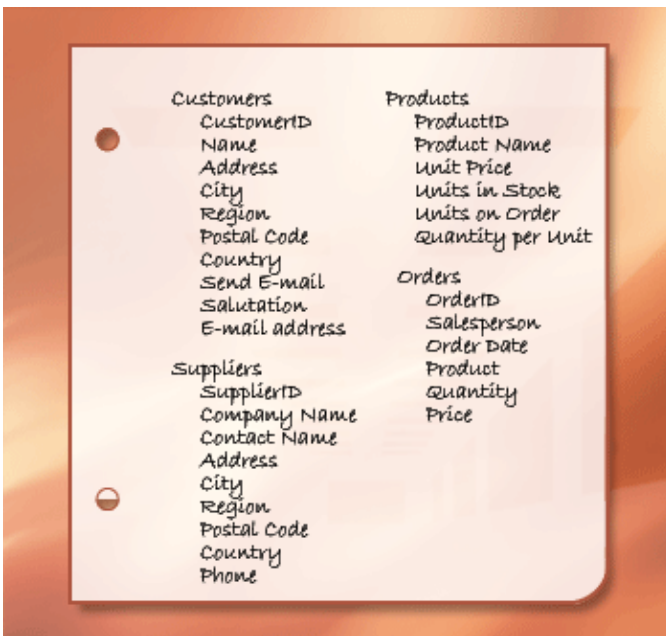 Customers
CustomerID
Name
Address
City
Region
Postal Code
Country
Send E-mail
Salutation
E-mail address
Suppliers
SupplierID
Company Name
Contact Name
Address
City
Region
Postal Code
Country
Phone
Products
ProductID
Product Name
Unit Price
Units in Stock
Units on Order
Quantity per Unit
Orders
OrderID
Salesperson
Order Date
Product
Quantity
Price